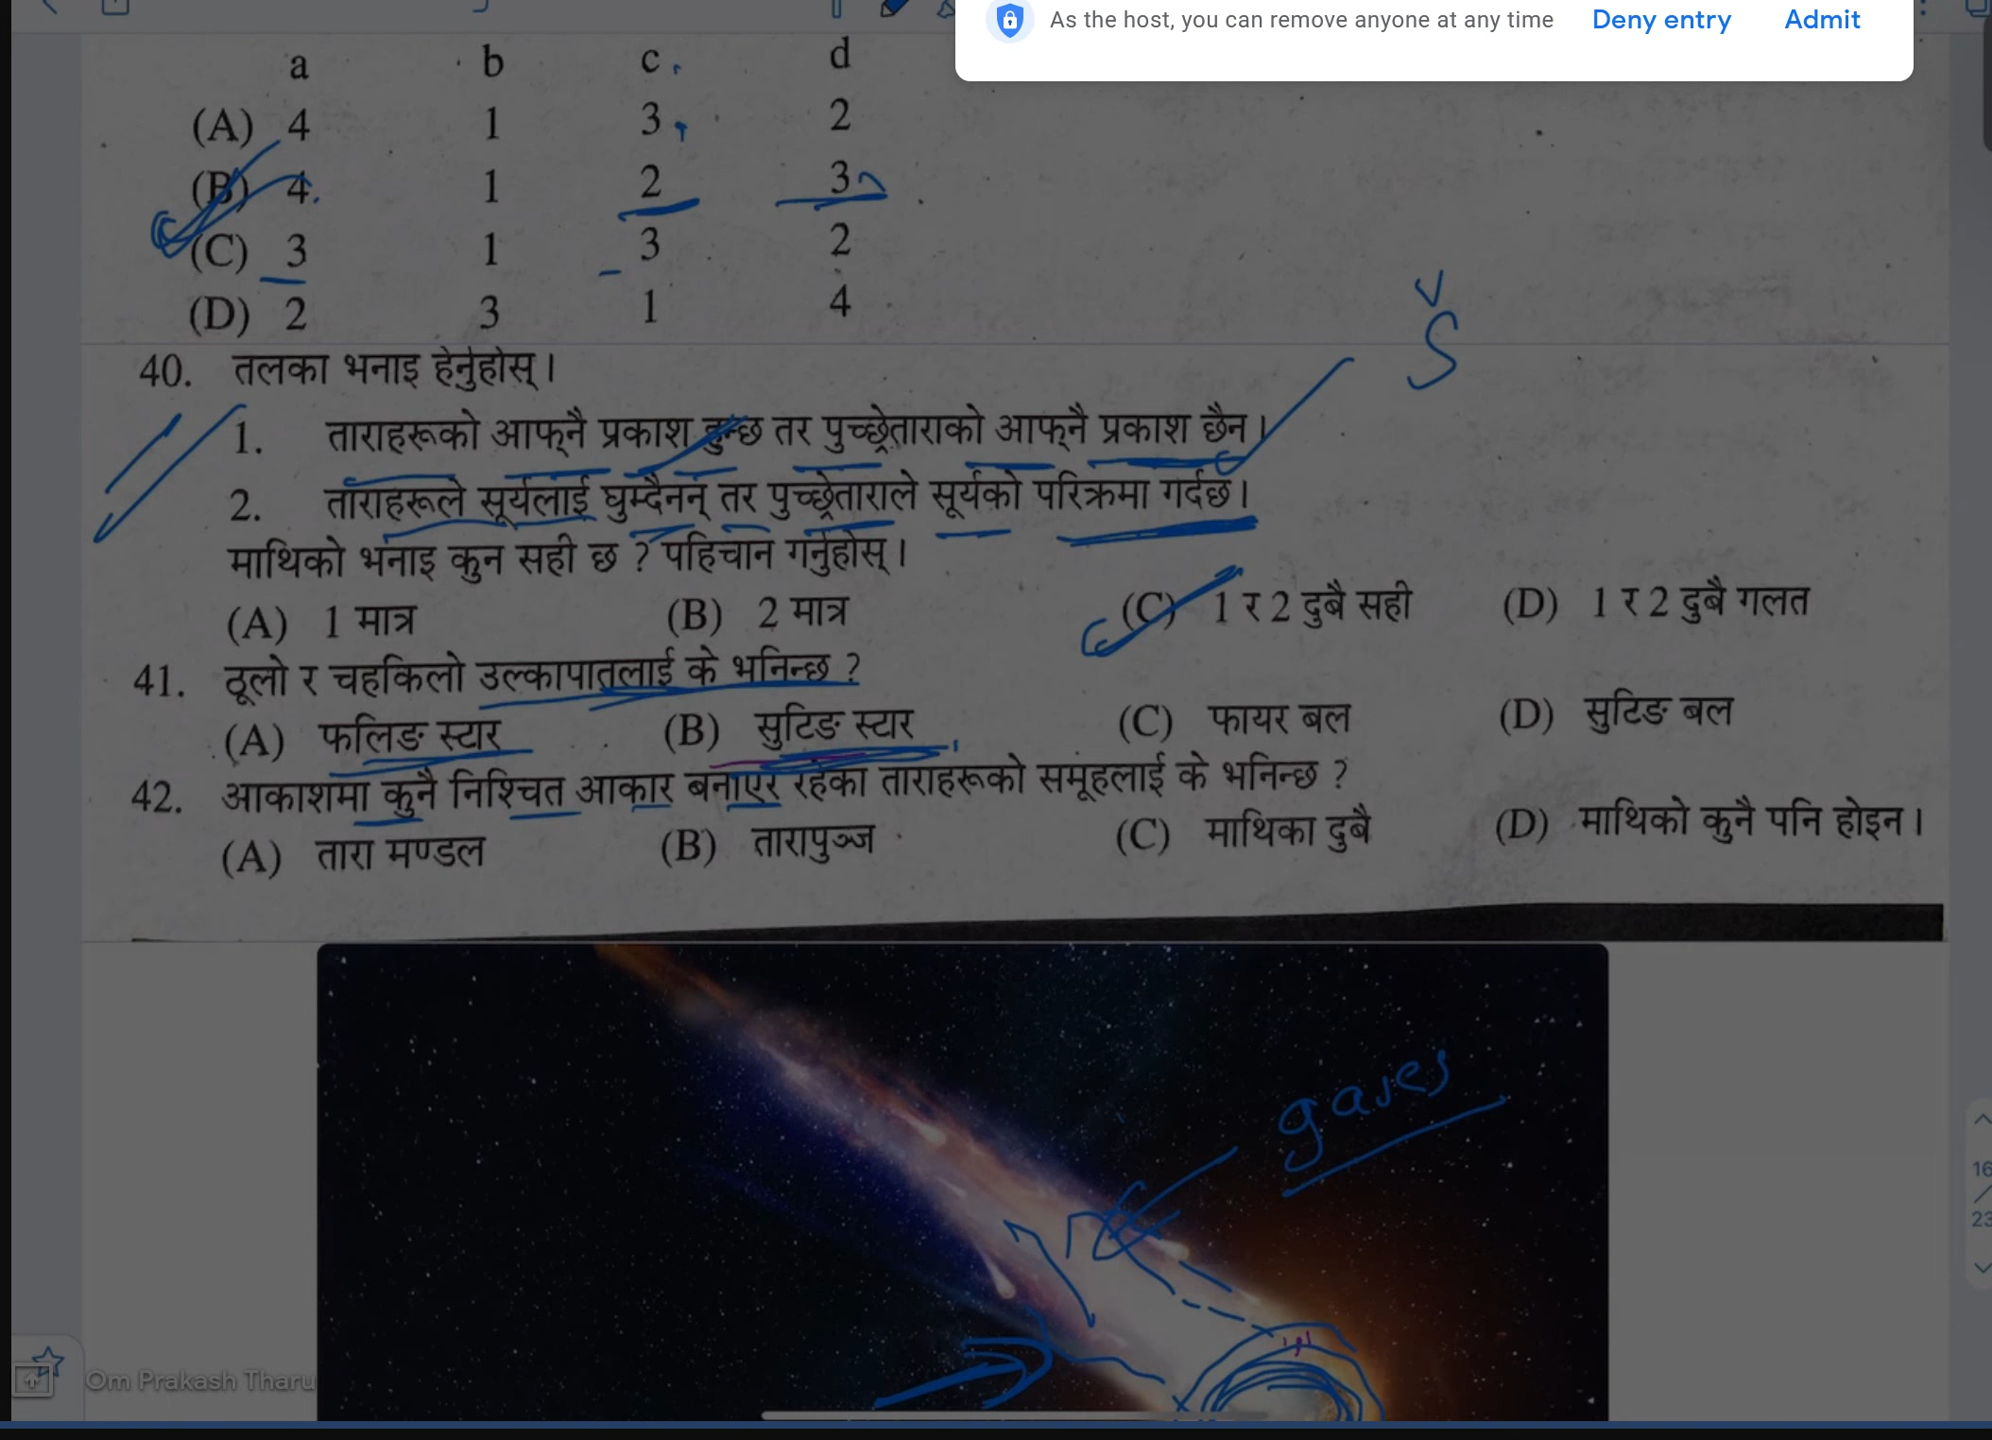 As the host, you can remove anyone at any time Deny entry Admit
a b c d
(A) 4 1 3 2
(B) 4 1 2 3
(C) 3 1 3 2
(D) 2 3 1 4
S
40. तलका भनाइ हेर्नुहोस् ।
1. ताराहरूको आफ्नै प्रकाश हुन्छ तर पुच्छ्रेताराको आफ्नै प्रकाश छैन ।
2. ताराहरूले सूर्यलाई घुम्दैनन् तर पुच्छ्रेताराले सूर्यको परिक्रमा गर्दछ ।
माथिको भनाइ कुन सही छ ? पहिचान गर्नुहोस् ।
(A) 1 मात्र (B) 2 मात्र (C) 1 र 2 दुबै सही (D) 1 र 2 दुबै गलत
41. ठूलो र चहकिलो उल्कापातलाई के भनिन्छ ?
(A) फलिङ स्टार (B) सुटिङ स्टार (C) फायर बल (D) सुटिङ बल
42. आकाशमा कुनै निश्चित आकार बनाएर रहेका ताराहरूको समूहलाई के भनिन्छ ?
(A) तारा मण्डल (B) तारापुञ्ज (C) माथिका दुबै (D) माथिको कुनै पनि होइन ।
gases
16
23
Om Prakash Tharu